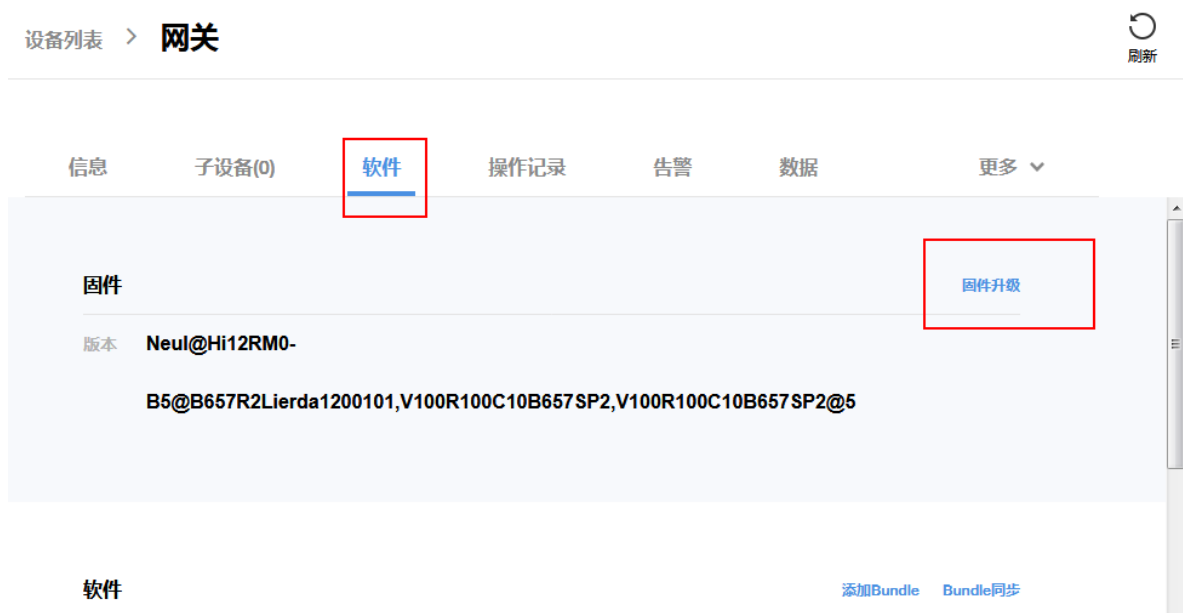 设备列表 > 网关
刷新
信息 子设备(0) 软件 操作记录 告警 数据 更多
固件 固件升级
版本 Neul@Hi12RM0-
B5@B657R2Lierda1200101,V100R100C10B657SP2,V100R100C10B657SP2@5
软件 添加Bundle Bundle同步